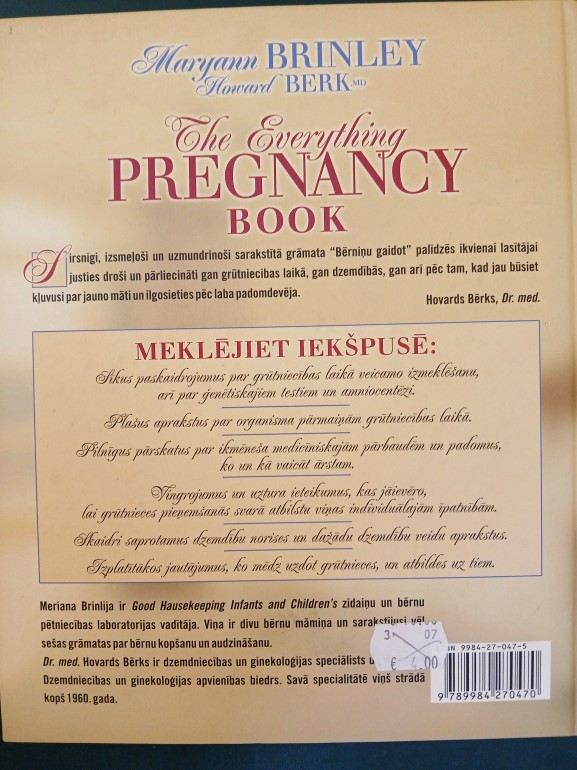 Maryann BRINLEY
Howard BERK, MD
The Everything
PREGNANCY
BOOK
Sirsnīgi, izsmeļoši un uzmundrinoši sarakstītā grāmata "Bērniņu gaidot" palīdzēs ikvienai lasītājai
justies droši un pārliecināti gan grūtniecības laikā, gan dzemdībās, gan arī pēc tam, kad jau būsiet
kļuvusi par jauno māti un ilgosieties pēc laba padomdevēja.
Hovards Bērks, Dr. med.
MEKLĒJIET IEKŠPUSĒ:
Sīkus paskaidrojumus par grūtniecības laikā veicamo izmeklēšanu,
arī par ģenētiskajiem testiem un amniocentēzi.
Plašus aprakstus par organisma pārmaiņām grūtniecības laikā.
Pilnīgus pārskatus par ikmēneša medicīniskajām pārbaudēm un padomus,
ko un kā vaicāt ārstam.
Vingrojumus un uztura ieteikumus, kas jāievēro,
lai grūtnieces pieņemšanās svarā atbilstu viņas individuālajām īpatnībām.
Skaidri saprotamus dzemdību norises un dažādu dzemdību veidu aprakstus.
Izplatītākos jautājumus, ko mēdz uzdot grūtnieces, un atbildes uz tiem.
Meriana Brinlija ir Good Housekeeping Infants and Children's zīdaiņu un bērnu
pētniecības laboratorijas vadītāja. Viņa ir divu bērnu māmiņa un sarakstījusi vēl
sešas grāmatas par bērnu kopšanu un audzināšanu.
Dr. med. Hovards Bērks ir dzemdniecības un ginekoloģijas speciālists
Dzemdniecības un ginekoloģijas apvienības biedrs. Savā specialitātē viņš strādā
kopš 1960. gada.
07
€ 4,00
9984-27-047-5
9 789984 270470